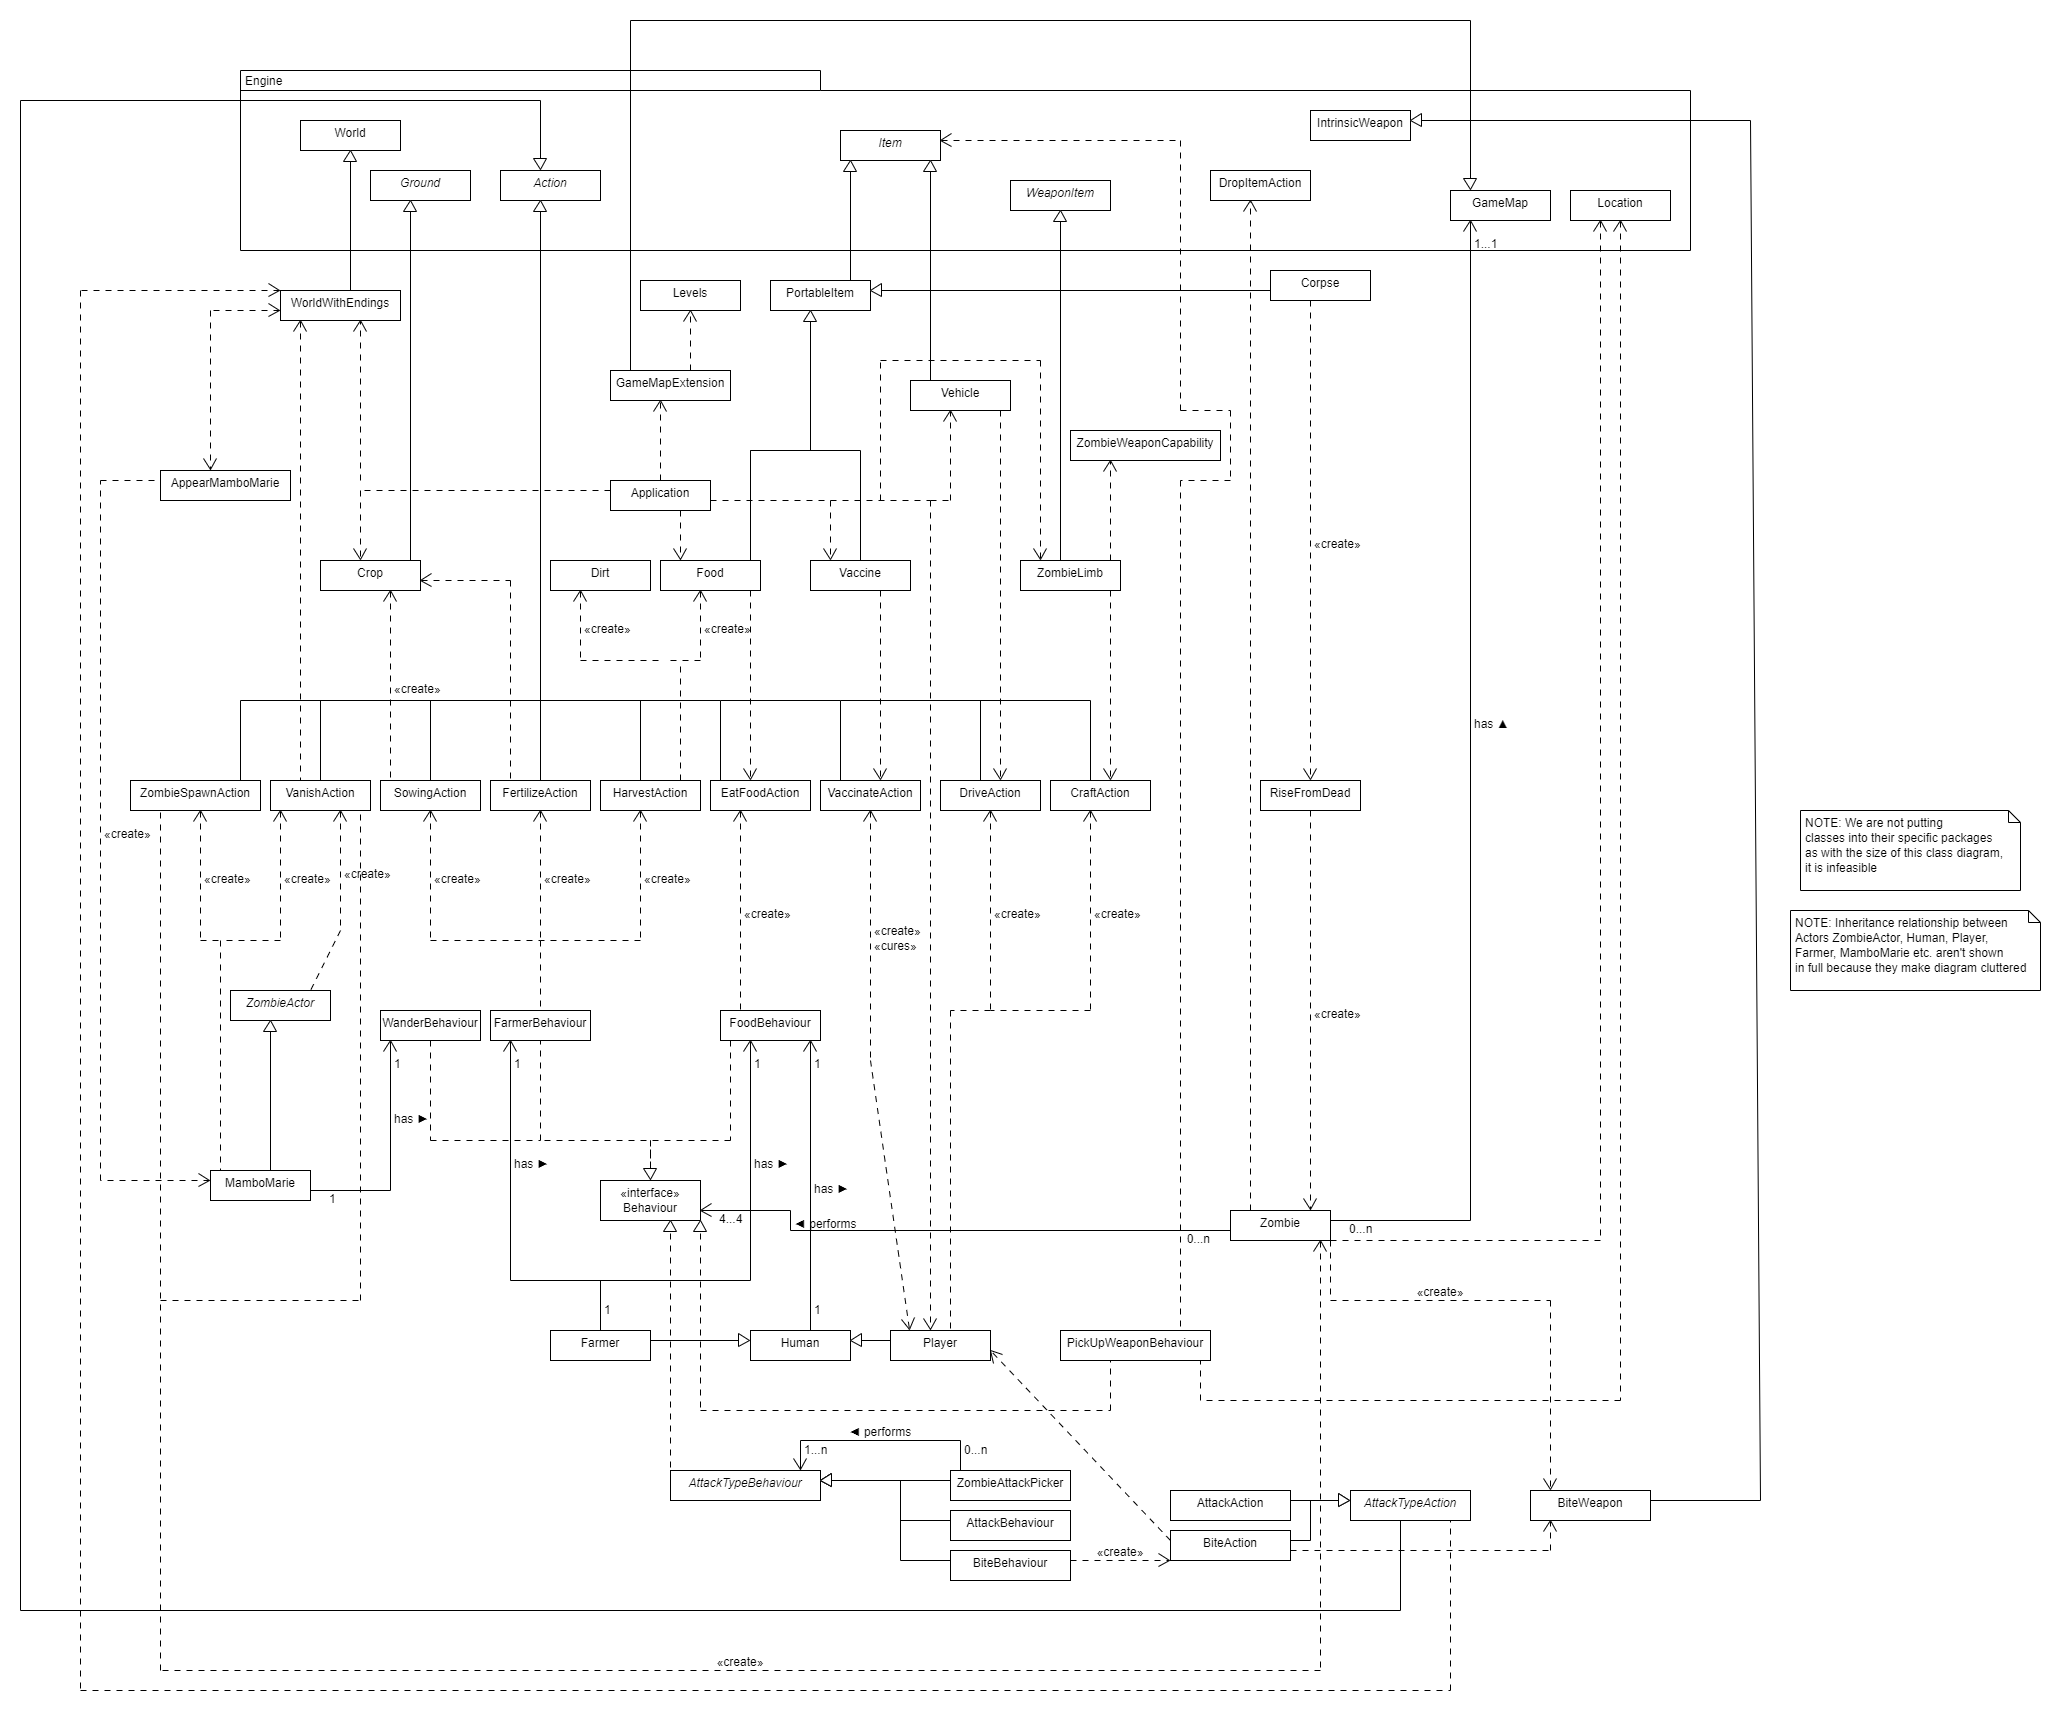 Engine
World
Ground
Action
Item
WeaponItem
DropItemAction
IntrinsicWeapon
GameMap
Location
1...1
WorldWithEndings
Levels
PortableItem
Corpse
GameMapExtension
Vehicle
ZombieWeaponCapability
AppearMamboMarie
Application
«create»
Crop
Dirt
Food
Vaccine
ZombieLimb
«create»
«create»
«create»
has ▲
ZombieSpawnAction
VanishAction
SowingAction
FertilizeAction
HarvestAction
EatFoodAction
VaccinateAction
DriveAction
CraftAction
RiseFromDead
«create»
«create»
«create»
«create»
«create»
«create»
«create»
«create»
«create»
«cures»
«create»
«create»
NOTE: We are not putting
classes into their specific packages
as with the size of this class diagram,
it is infeasible
NOTE: Inheritance relationship between
Actors ZombieActor, Human, Player,
Farmer, MamboMarie etc. aren't shown
in full because they make diagram cluttered
ZombieActor
WanderBehaviour
FarmerBehaviour
FoodBehaviour
«create»
1
1
1
1
has ►
has ►
has ►
has ►
MamboMarie
1
«interface»
Behaviour
4...4
◄ performs
0...n
Zombie
0...n
«create»
1
1
Farmer
Human
Player
PickUpWeaponBehaviour
◄ performs
1...n
0...n
AttackTypeBehaviour
ZombieAttackPicker
AttackBehaviour
BiteBehaviour
«create»
AttackAction
BiteAction
AttackTypeAction
BiteWeapon
«create»